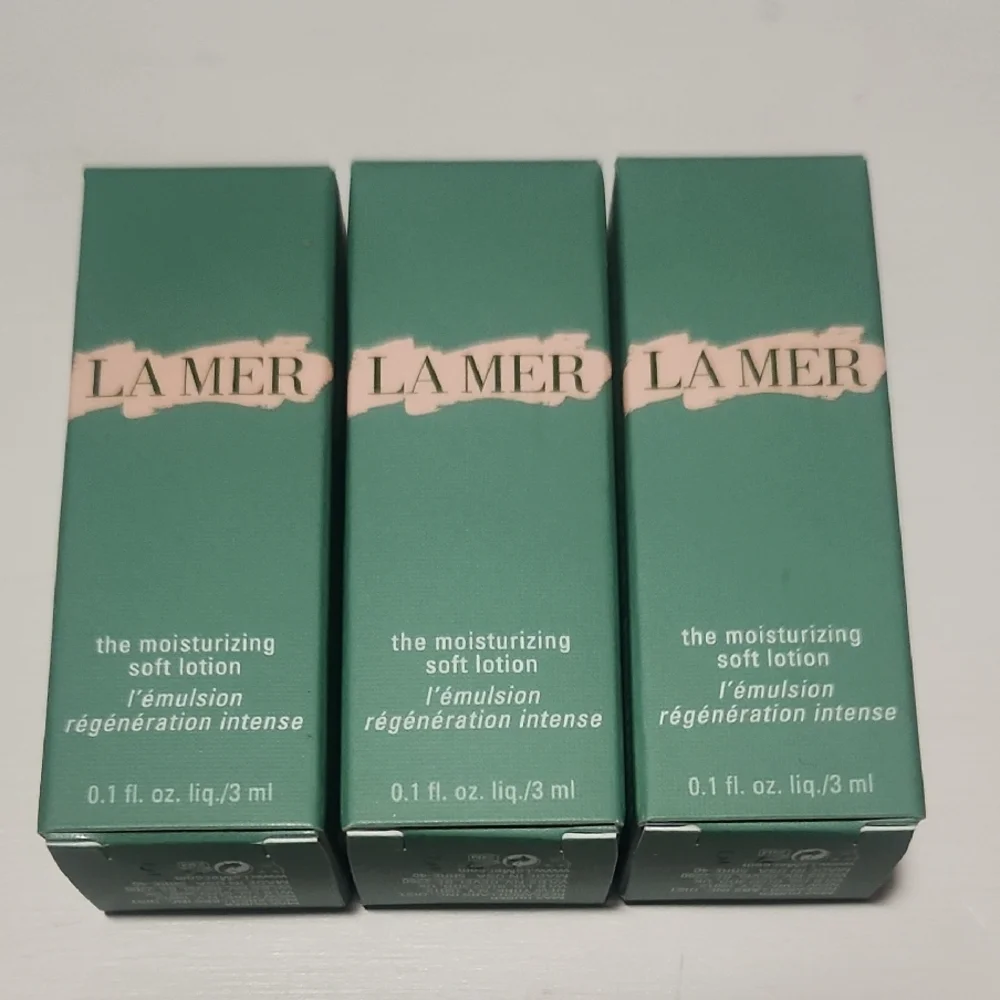 LA MER
the moisturizing
soft lotion
l'émulsion
régénération intense
0.1 fl. oz. liq./3 ml
LA MER
the moisturizing
soft lotion
l'émulsion
régénération intense
0.1 fl. oz. liq./3 ml
LA MER
the moisturizing
soft lotion
l'émulsion
régénération intense
0.1 fl. oz. liq./3 ml